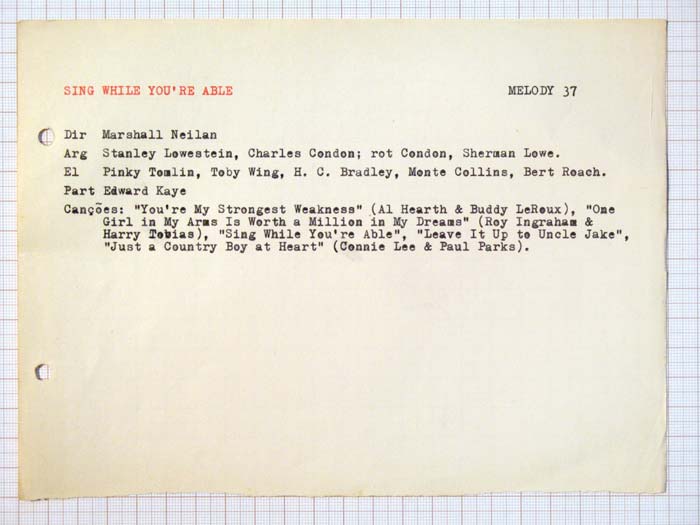 SING WHILE YOU'RE ABLE MELODY 37
Dir Marshall Neilan
Arg Stanley Lowestein, Charles Condon; rot Condon, Sherman Lowe.
El Pinky Tomlin, Toby Wing, H. C. Bradley, Monte Collins, Bert Roach.
Part Edward Kaye
Canções: "You're My Strongest Weakness" (Al Hearth & Buddy LeRoux), "One
Girl in My Arms Is Worth a Million in My Dreams" (Roy Ingraham &
Harry Tobias), "Sing While You're Able", "Leave It Up to Uncle Jake",
"Just a Country Boy at Heart" (Connie Lee & Paul Parks).